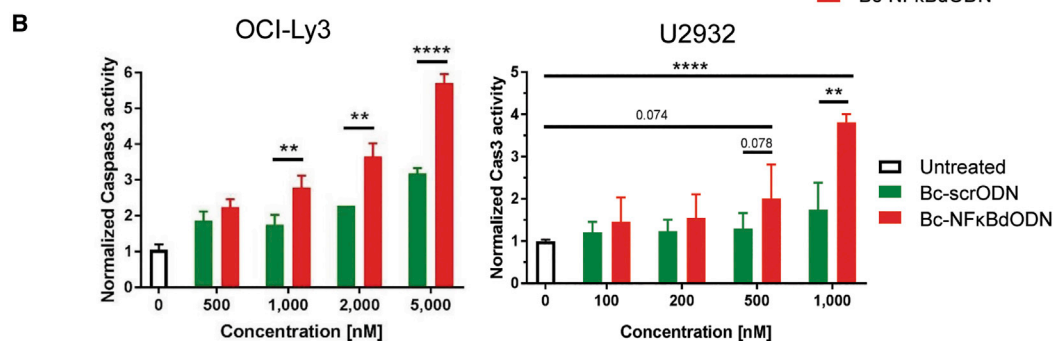 Bc-NFκBdODN
B
OCI-Ly3
Normalized Caspase3 activity
6
5
4
3
2
1
0
**
**
****
0
500
1,000
2,000
5,000
Concentration [nM]
U2932
Normalized Cas3 activity
5
4
3
2
1
0
****
0.074
0.078
**
0
100
200
500
1,000
Concentration [nM]
Untreated
Bc-scrODN
Bc-NFκBdODN